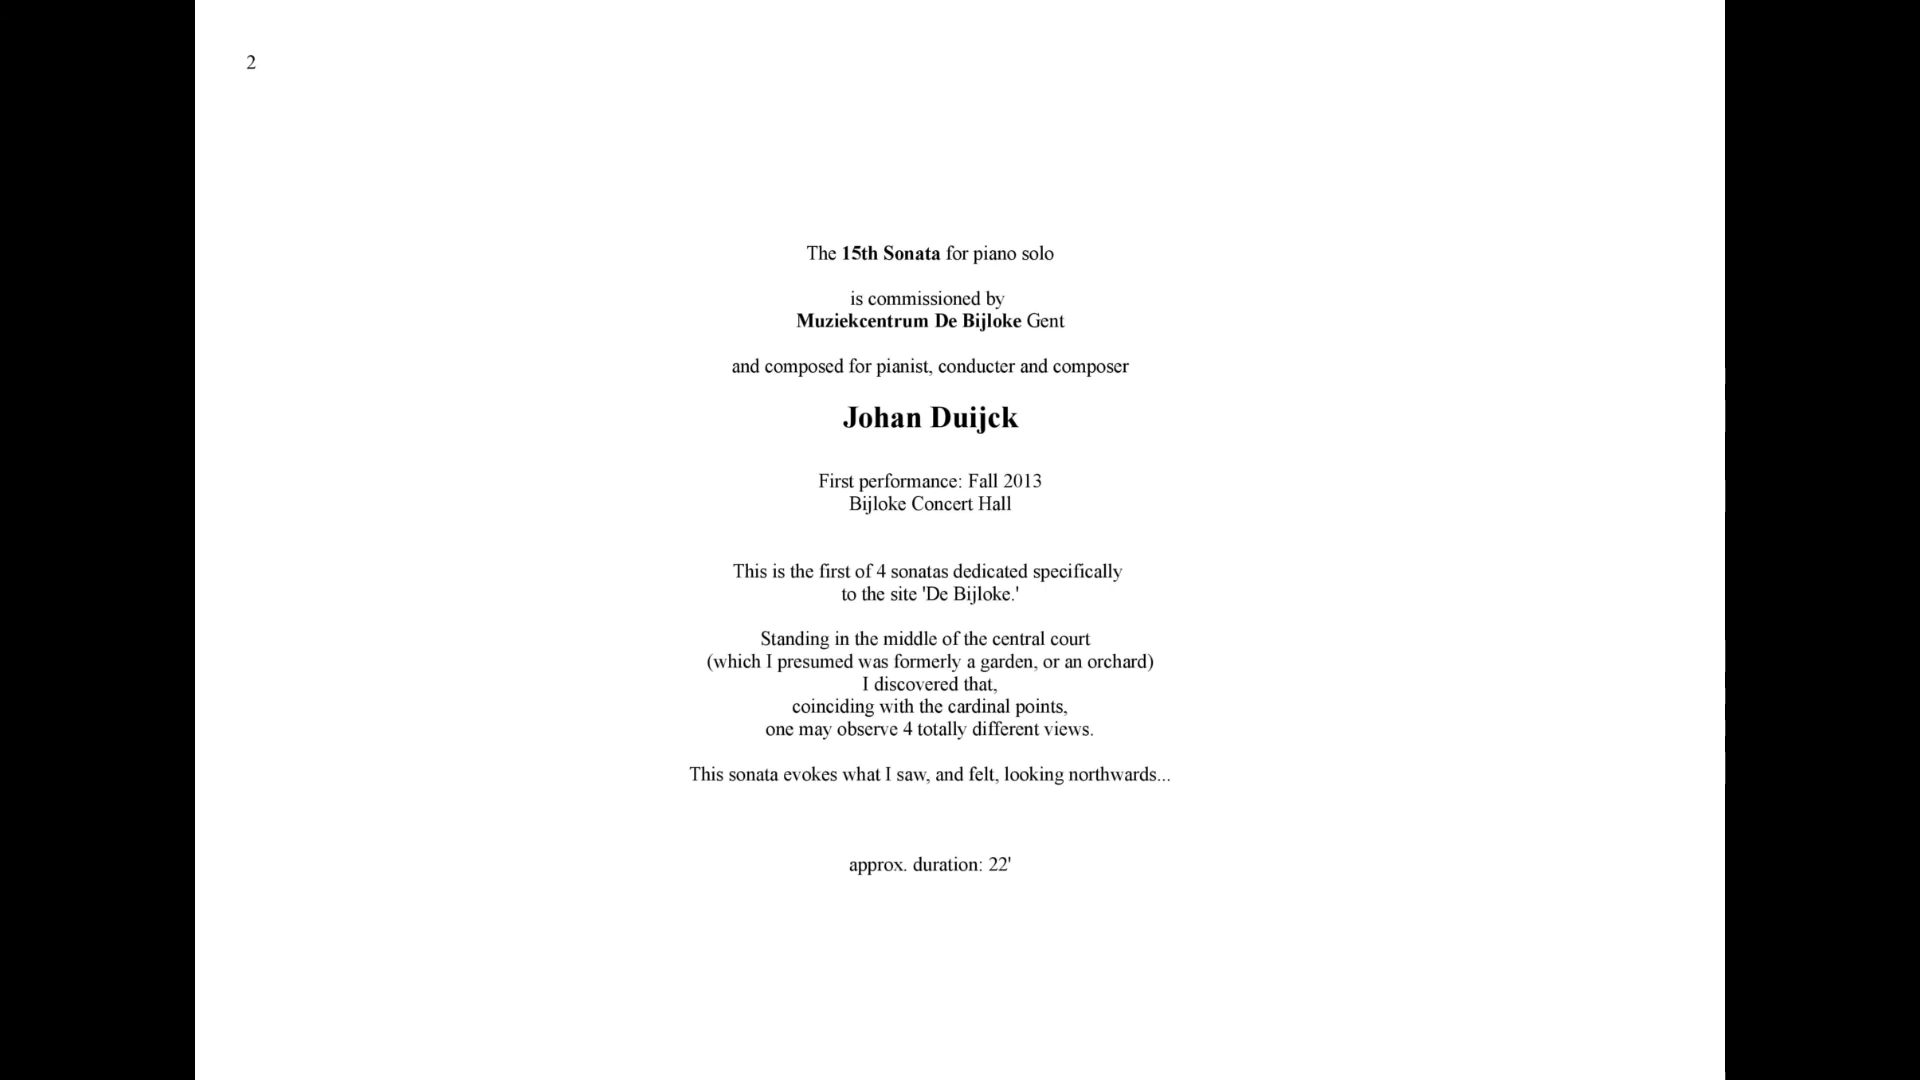 2
The 15th Sonata for piano solo
is commissioned by
Muziekcentrum De Bijloke Gent
and composed for pianist, conducter and composer
Johan Duijck
First performance: Fall 2013
Bijloke Concert Hall
This is the first of 4 sonatas dedicated specifically
to the site 'De Bijloke.'
Standing in the middle of the central court
(which I presumed was formerly a garden, or an orchard)
I discovered that,
coinciding with the cardinal points,
one may observe 4 totally different views.
This sonata evokes what I saw, and felt, looking northwards...
approx. duration: 22'